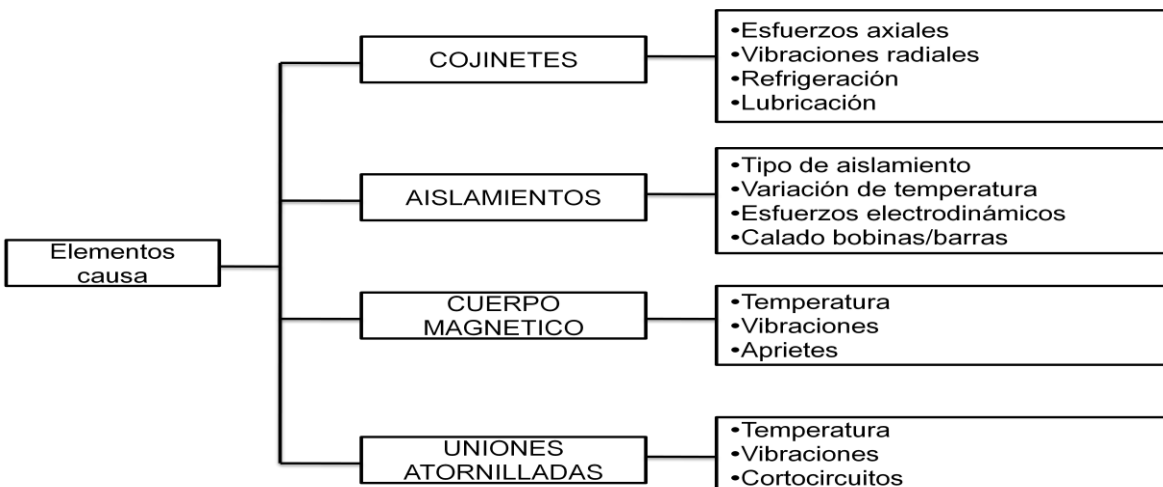 Elementos
causa
COJINETES
•Esfuerzos axiales
•Vibraciones radiales
•Refrigeración
•Lubricación
AISLAMIENTOS
•Tipo de aislamiento
•Variación de temperatura
•Esfuerzos electrodinámicos
•Calado bobinas/barras
CUERPO
MAGNETICO
•Temperatura
•Vibraciones
•Aprietes
UNIONES
ATORNILLADAS
•Temperatura
•Vibraciones
•Cortocircuitos